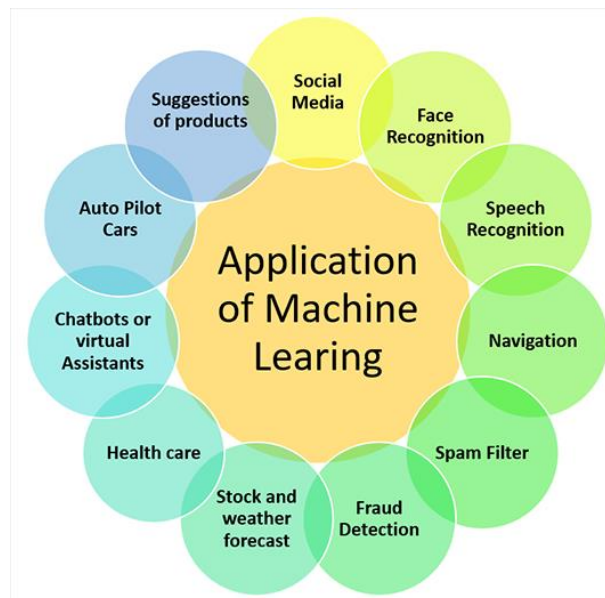 Social
Media
Face
Recognition
Speech
Recognition
Navigation
Spam Filter
Fraud
Detection
Stock and
weather
forecast
Health care
Chatbots or
virtual
Assistants
Auto Pilot
Cars
Suggestions
of products
Application
of Machine
Learing